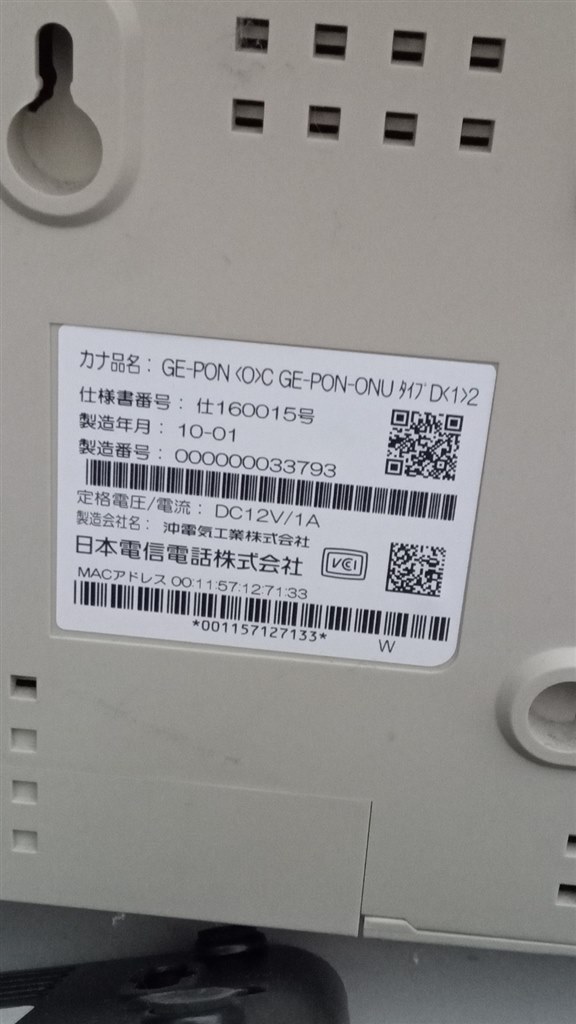 カナ品名: GE-PON〈O〉C GE-PON-ONU ﾀｲﾌﾟD〈1〉2
仕様書番号: 仕160015号
製造年月: 10-01
製造番号: 000000033793
定格電圧/電流: DC12V/1A
製造会社名: 沖電気工業株式会社
日本電信電話株式会社 VCI
MACアドレス 00:11:57:12:71:33
*001157127133*
W